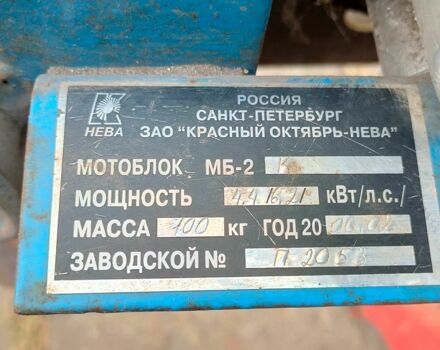 РОССИЯ
САНКТ-ПЕТЕРБУРГ
НЕВА
ЗАО "КРАСНЫЙ ОКТЯБРЬ-НЕВА"
МОТОБЛОК МБ-2 К
МОЩНОСТЬ кВт/л.с./
МАССА 100 кг ГОД 20
ЗАВОДСКОЙ №